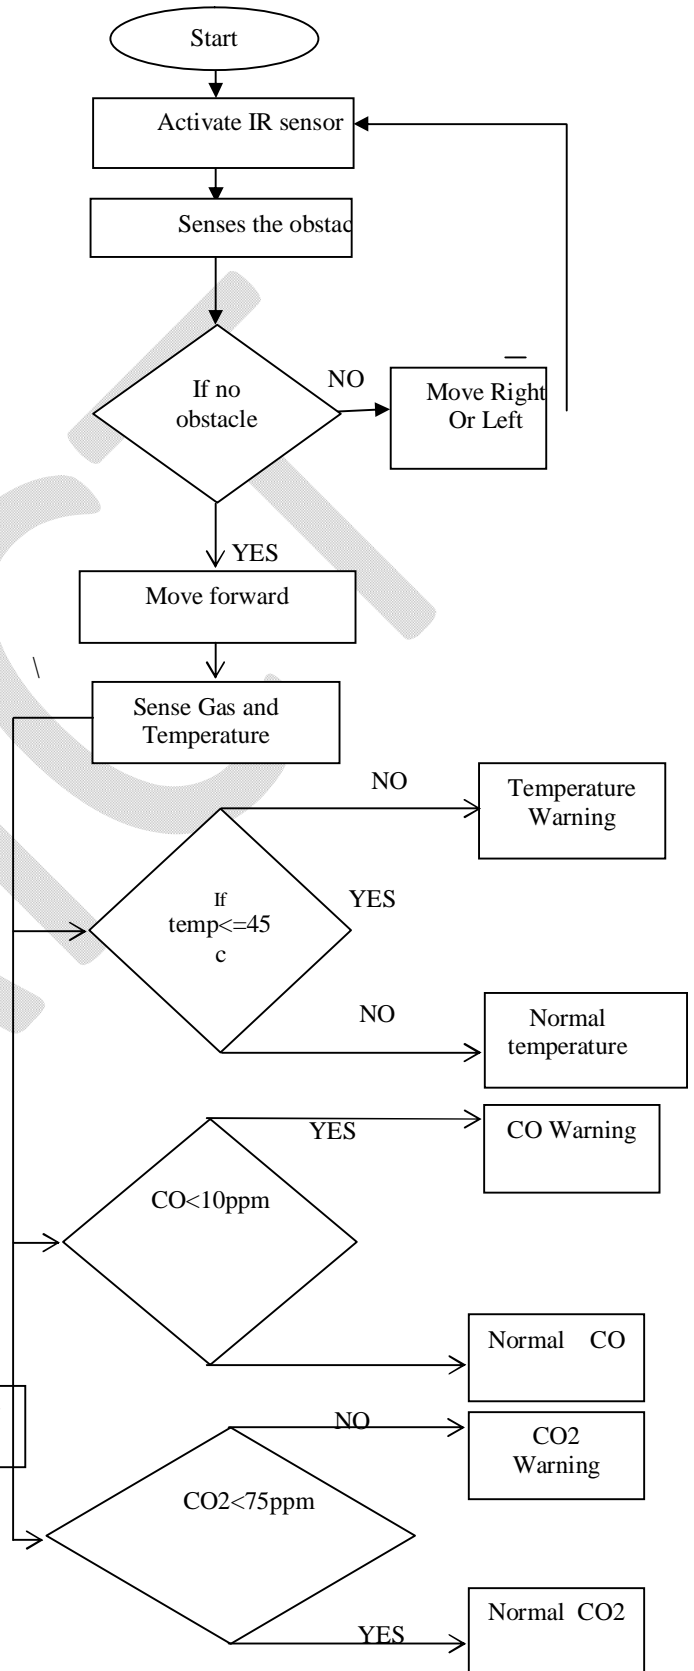 Start
Activate IR sensor
Senses the obstac
If no
obstacle
NO
Move Right
Or Left
YES
Move forward
\
Sense Gas and
Temperature
NO
Temperature
Warning
If
temp<=45
c
YES
NO
Normal
temperature
YES
CO Warning
CO<10ppm
Normal CO
NO
CO2
Warning
CO2<75ppm
YES
Normal CO2